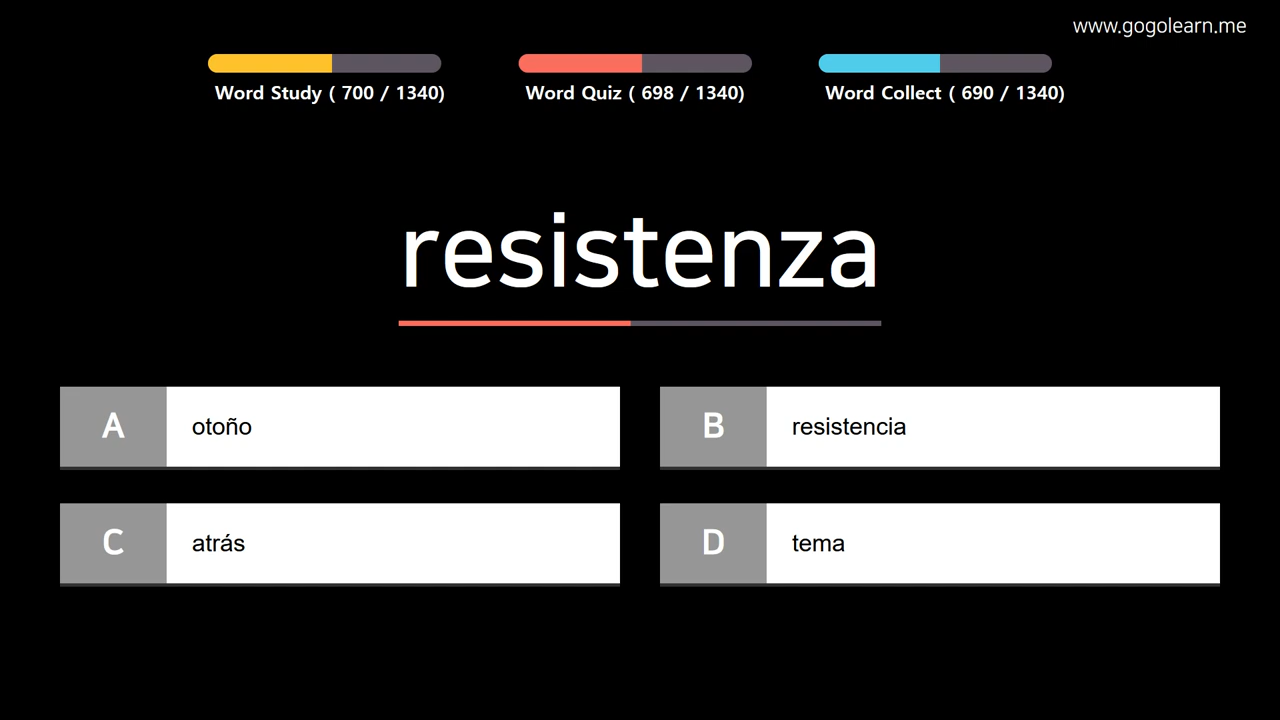 www.gogolearn.me
Word Study ( 700 / 1340)
Word Quiz ( 698 / 1340)
Word Collect ( 690 / 1340)
resistenza
A otoño
B resistencia
C atrás
D tema